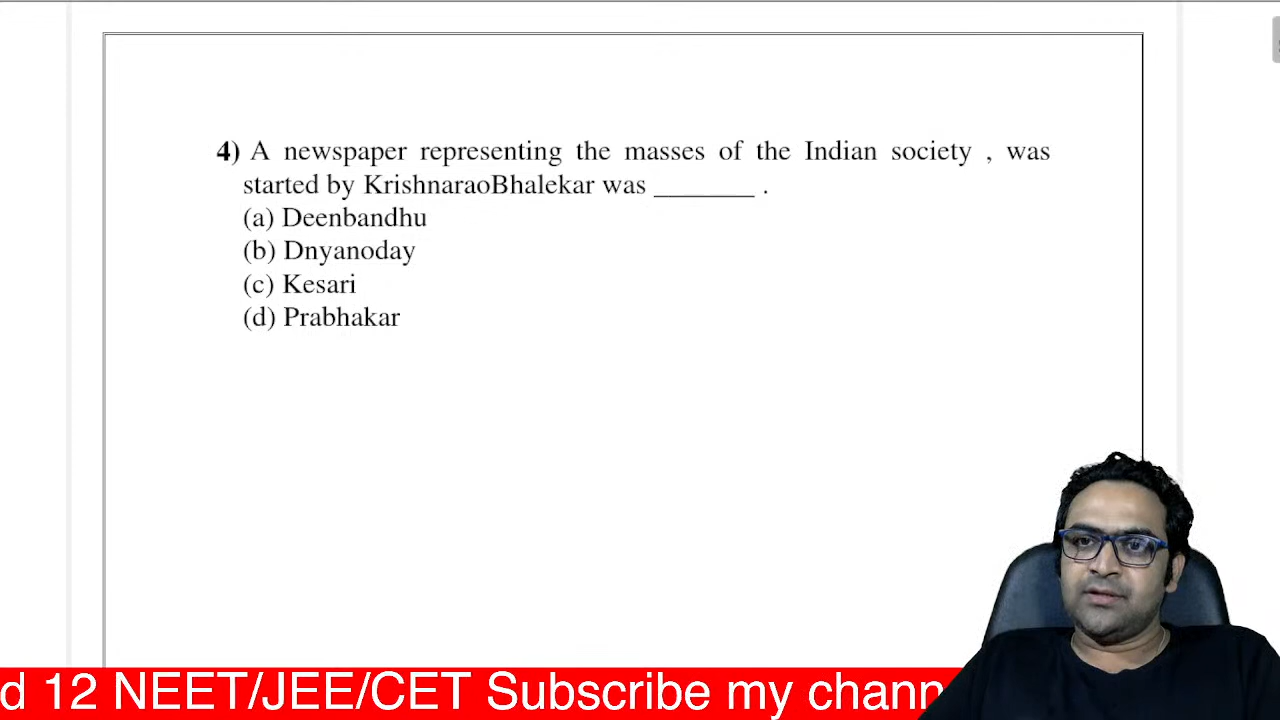 4) A newspaper representing the masses of the Indian society , was
started by KrishnaraoBhalekar was _______ .
(a) Deenbandhu
(b) Dnyanoday
(c) Kesari
(d) Prabhakar
d 12 NEET/JEE/CET Subscribe my chann